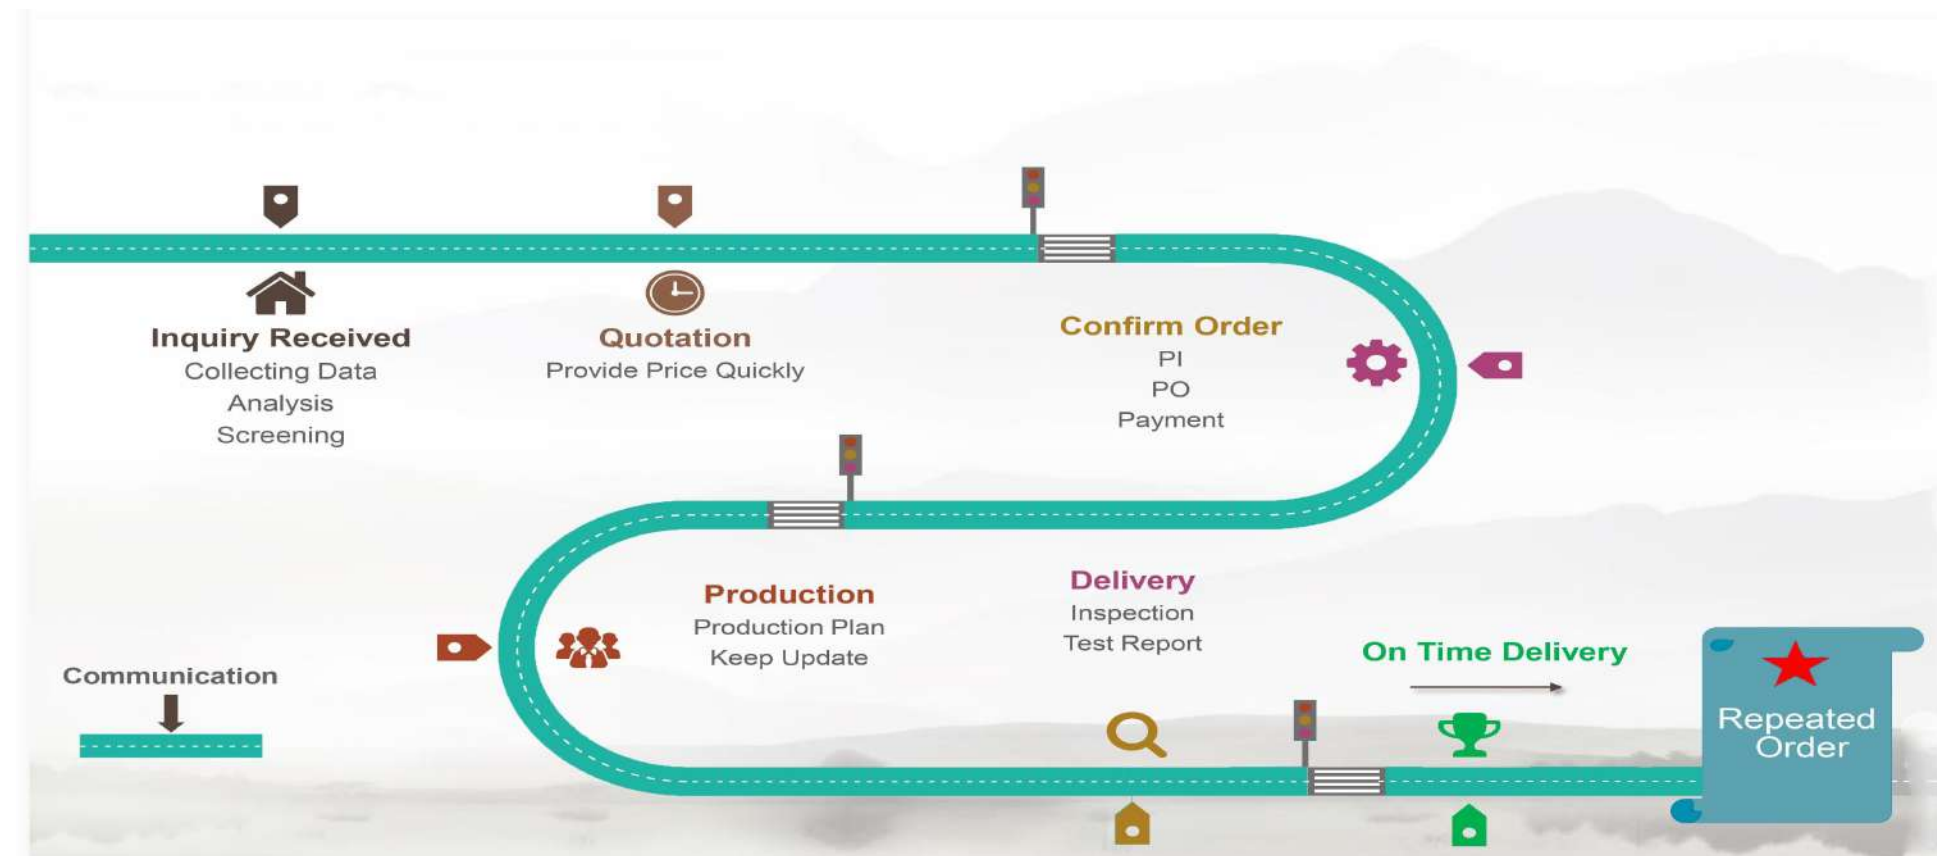 Inquiry Received
Collecting Data
Analysis
Screening
Quotation
Provide Price Quickly
Confirm Order
PI
PO
Payment
Production
Production Plan
Keep Update
Delivery
Inspection
Test Report
On Time Delivery
Repeated
Order
Communication